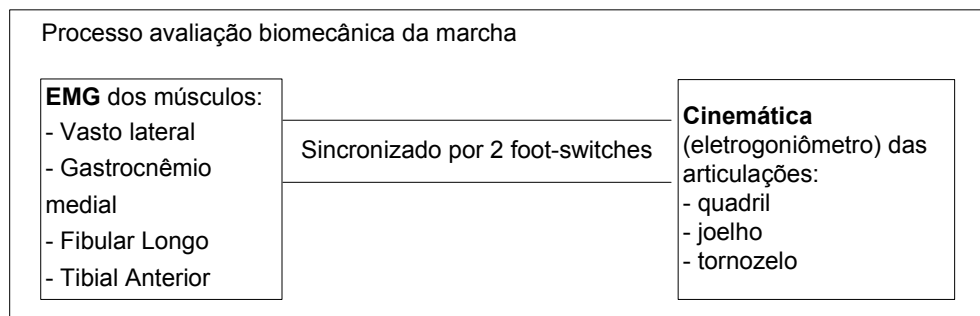 Processo avaliação biomecânica da marcha
EMG dos músculos:
- Vasto lateral
- Gastrocnêmio
medial
- Fibular Longo
- Tibial Anterior
Sincronizado por 2 foot-switches
Cinemática
(eletrogoniômetro) das
articulações:
- quadril
- joelho
- tornozelo